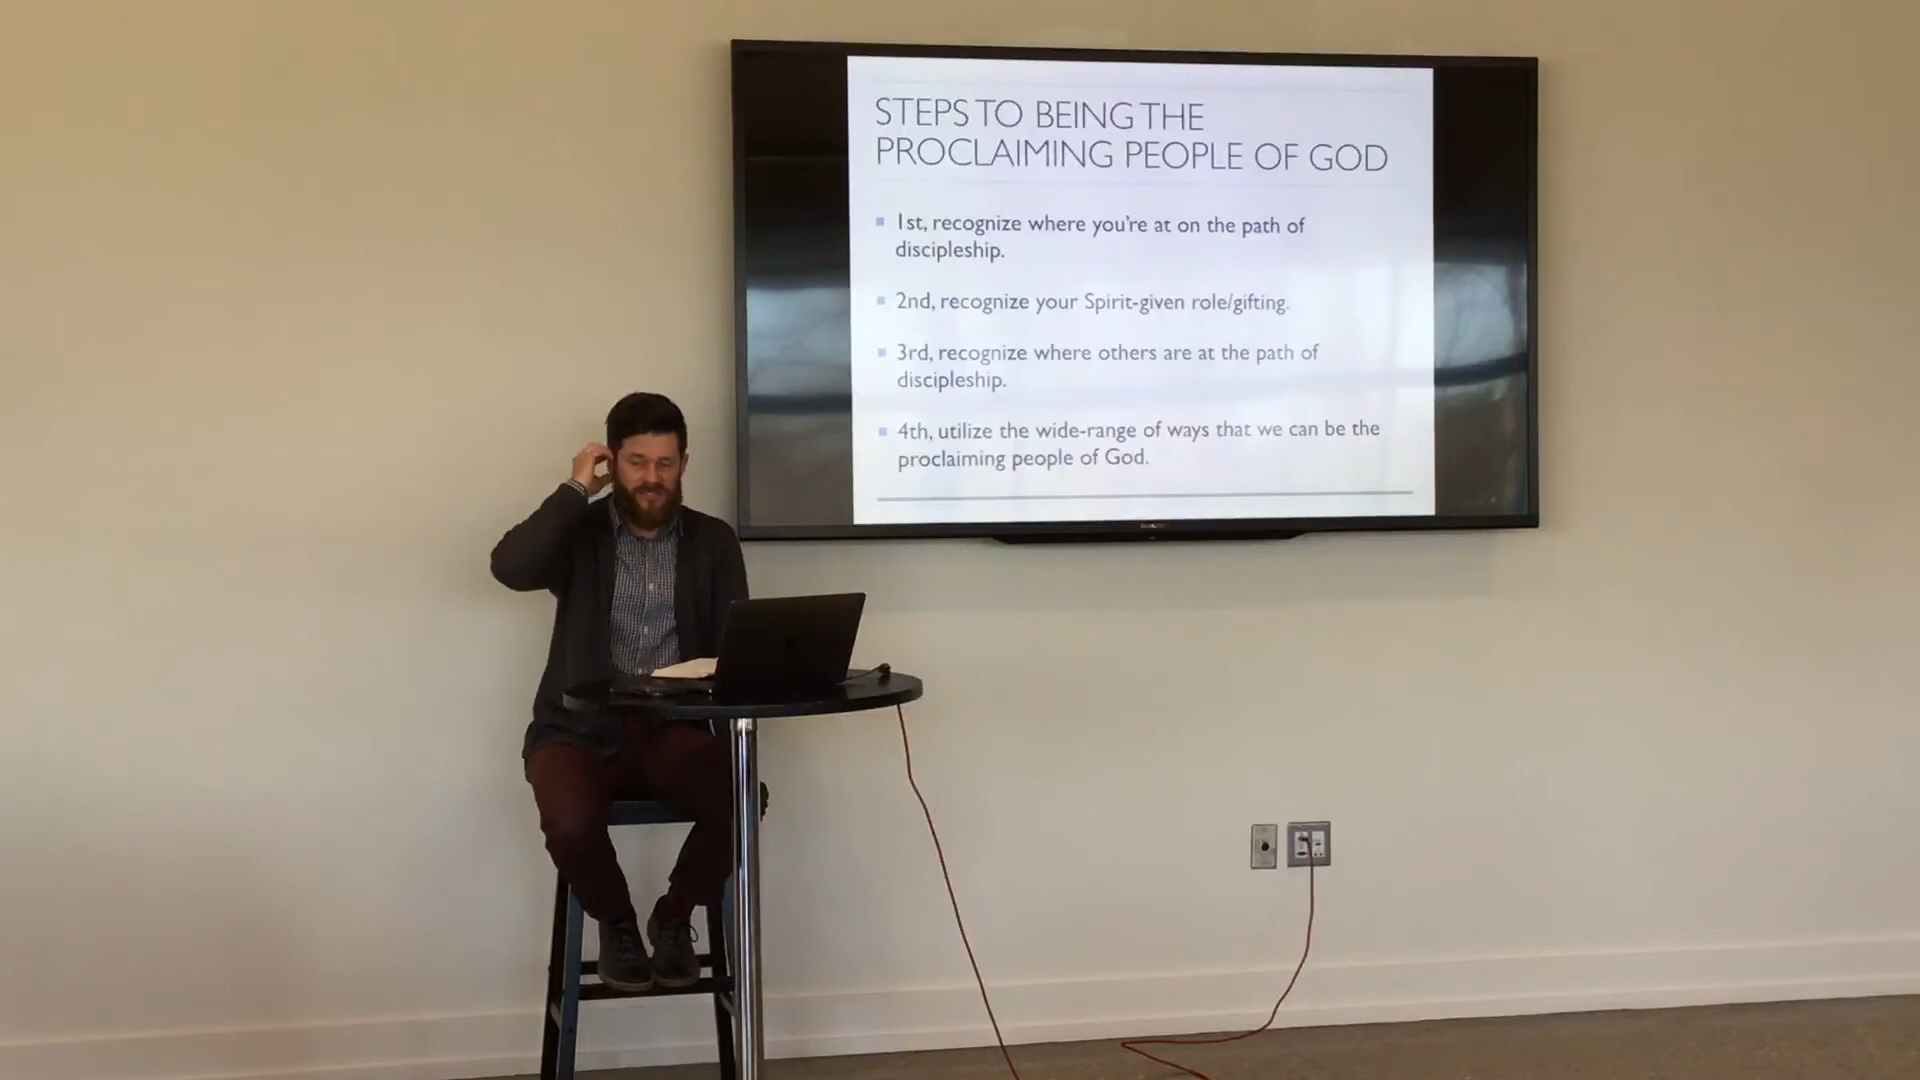 STEPS TO BEING THE
PROCLAIMING PEOPLE OF GOD
1st, recognize where you're at on the path of
discipleship.
2nd, recognize your Spirit-given role/gifting.
3rd, recognize where others are at the path of
discipleship.
4th, utilize the wide-range of ways that we can be the
proclaiming people of God.